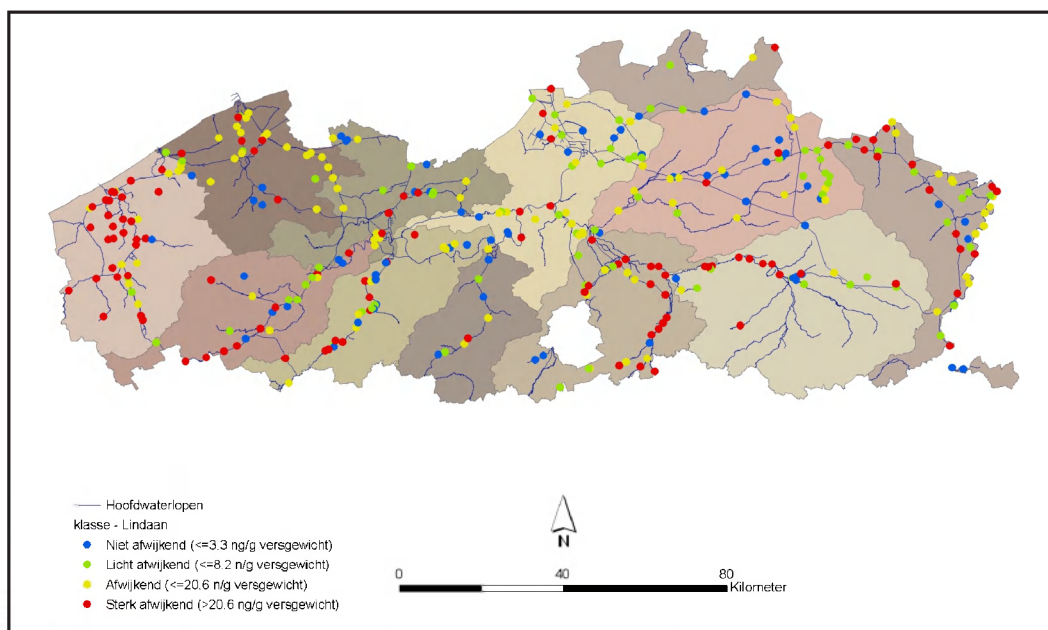 Hoofdwaterlopen
klasse - Lindaan
Niet afwijkend (<=3.3 ng/g versgewicht)
Licht afwijkend (<=8.2 n/g versgewicht)
Afwijkend (<=20.6 n/g versgewicht)
Sterk afwijkend (>20.6 ng/g versgewicht)
N
0 40 80
Kilometer